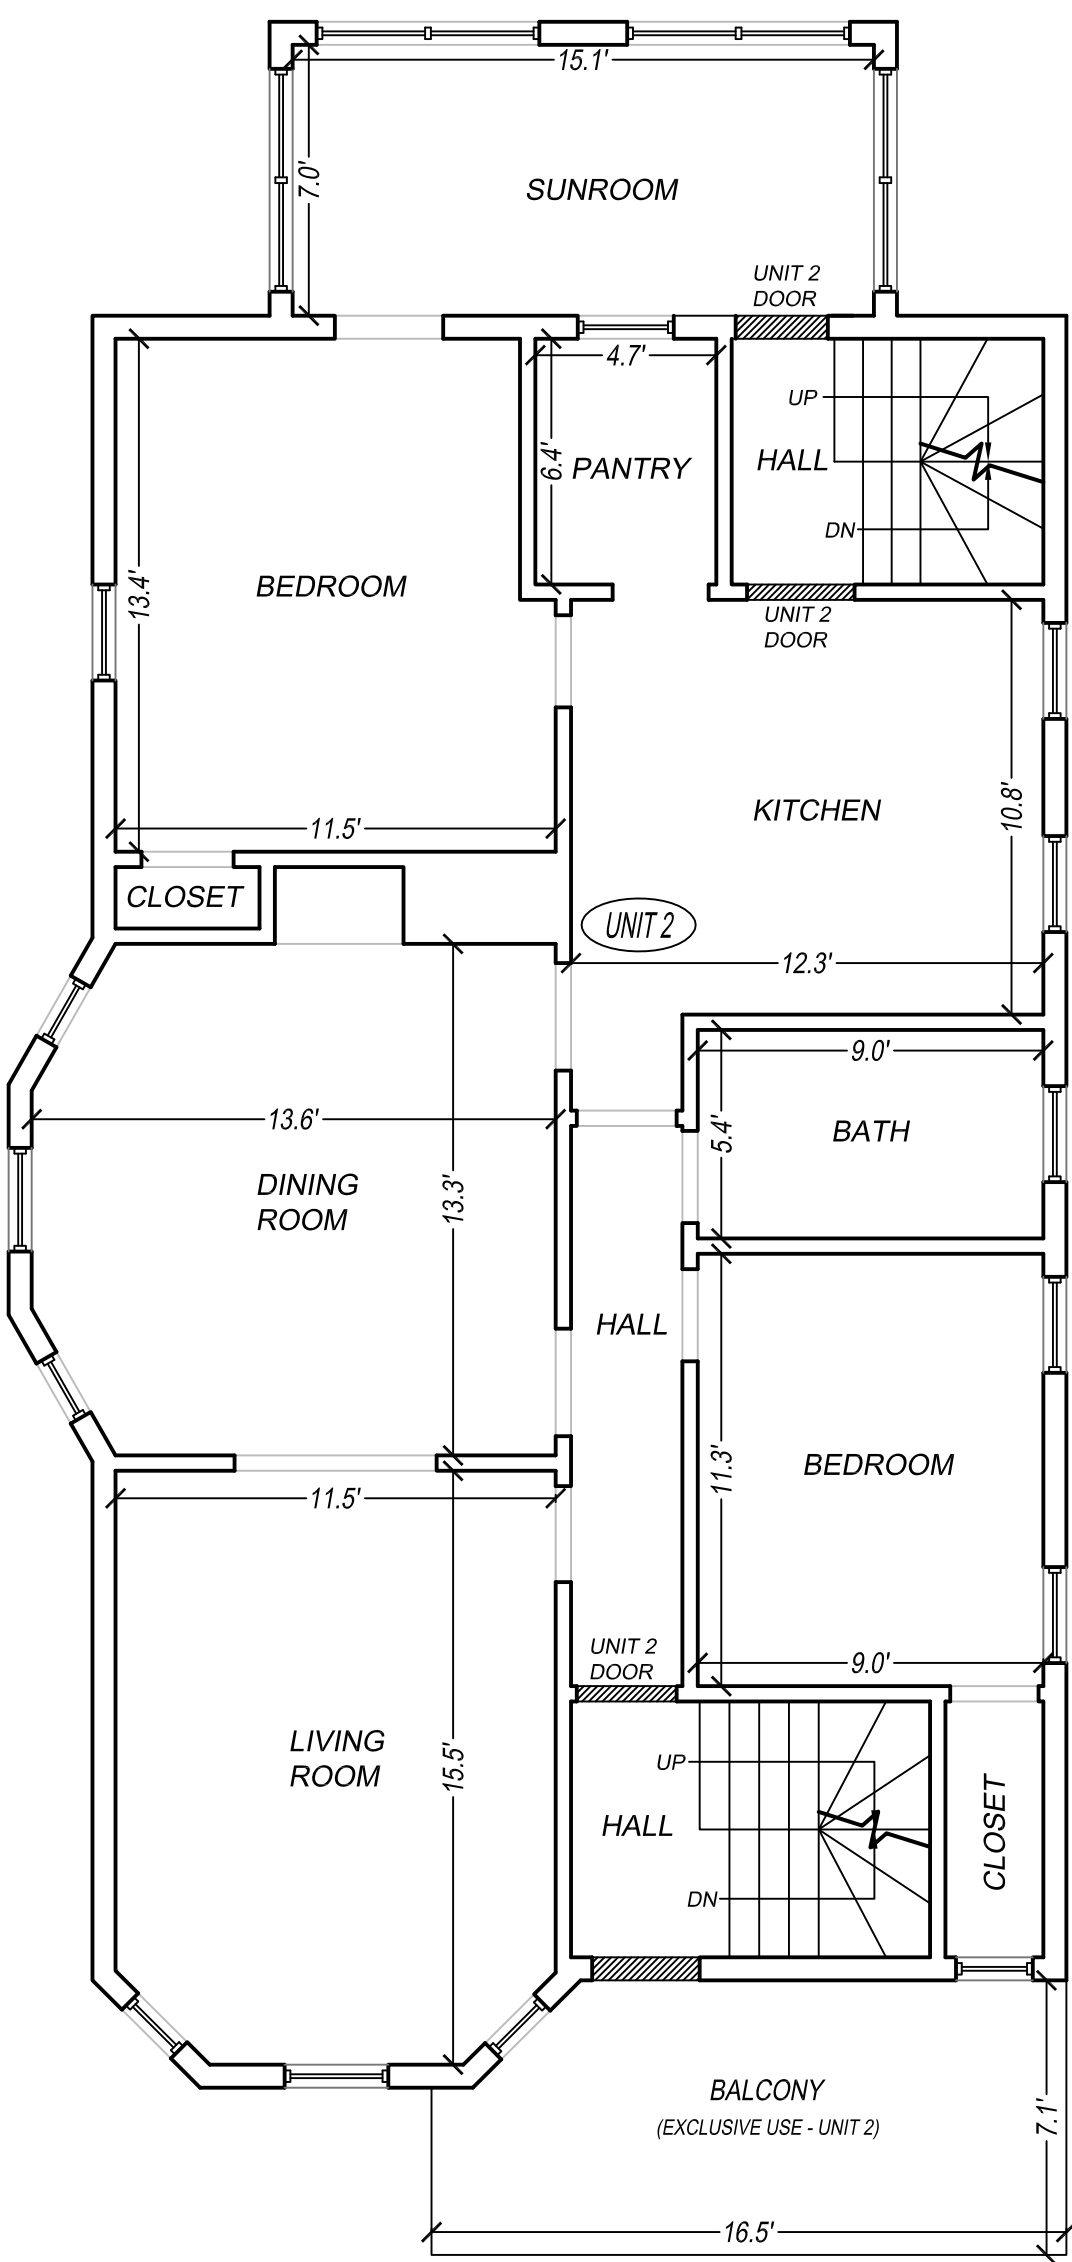 15.1'
7.0'
SUNROOM
UNIT 2
DOOR
4.7'
UP
6.4'
PANTRY
HALL
DN
13.4'
BEDROOM
UNIT 2
DOOR
KITCHEN
10.8'
11.5'
CLOSET
UNIT 2
12.3'
9.0'
13.6'
5.4'
BATH
DINING
ROOM
13.3'
HALL
11.3'
BEDROOM
11.5'
UNIT 2
DOOR
9.0'
LIVING
ROOM
15.5'
UP
HALL
CLOSET
DN
BALCONY
(EXCLUSIVE USE - UNIT 2)
7.1'
16.5'